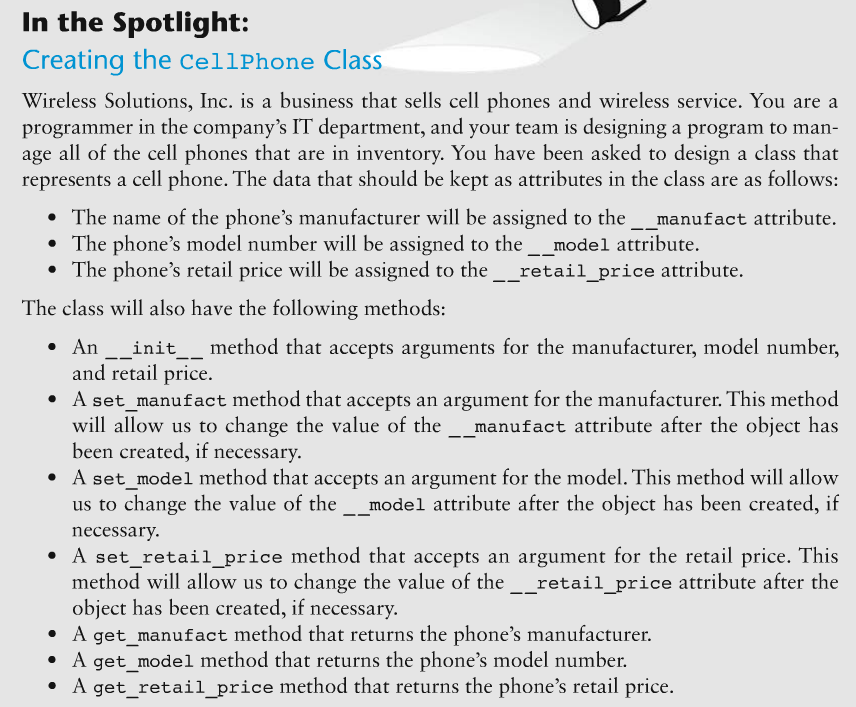 In the Spotlight:
Creating the CellPhone Class
Wireless Solutions, Inc. is a business that sells cell phones and wireless service. You are a
programmer in the company's IT department, and your team is designing a program to man-
age all of the cell phones that are in inventory. You have been asked to design a class that
represents a cell phone. The data that should be kept as attributes in the class are as follows:
• The name of the phone's manufacturer will be assigned to the __manufact attribute.
• The phone's model number will be assigned to the __model attribute.
• The phone's retail price will be assigned to the __retail_price attribute.
The class will also have the following methods:
• An __init__ method that accepts arguments for the manufacturer, model number,
and retail price.
• A set_manufact method that accepts an argument for the manufacturer. This method
will allow us to change the value of the __manufact attribute after the object has
been created, if necessary.
• A set_model method that accepts an argument for the model. This method will allow
us to change the value of the __model attribute after the object has been created, if
necessary.
• A set_retail_price method that accepts an argument for the retail price. This
method will allow us to change the value of the __retail_price attribute after the
object has been created, if necessary.
• A get_manufact method that returns the phone's manufacturer.
• A get_model method that returns the phone's model number.
• A get_retail_price method that returns the phone's retail price.